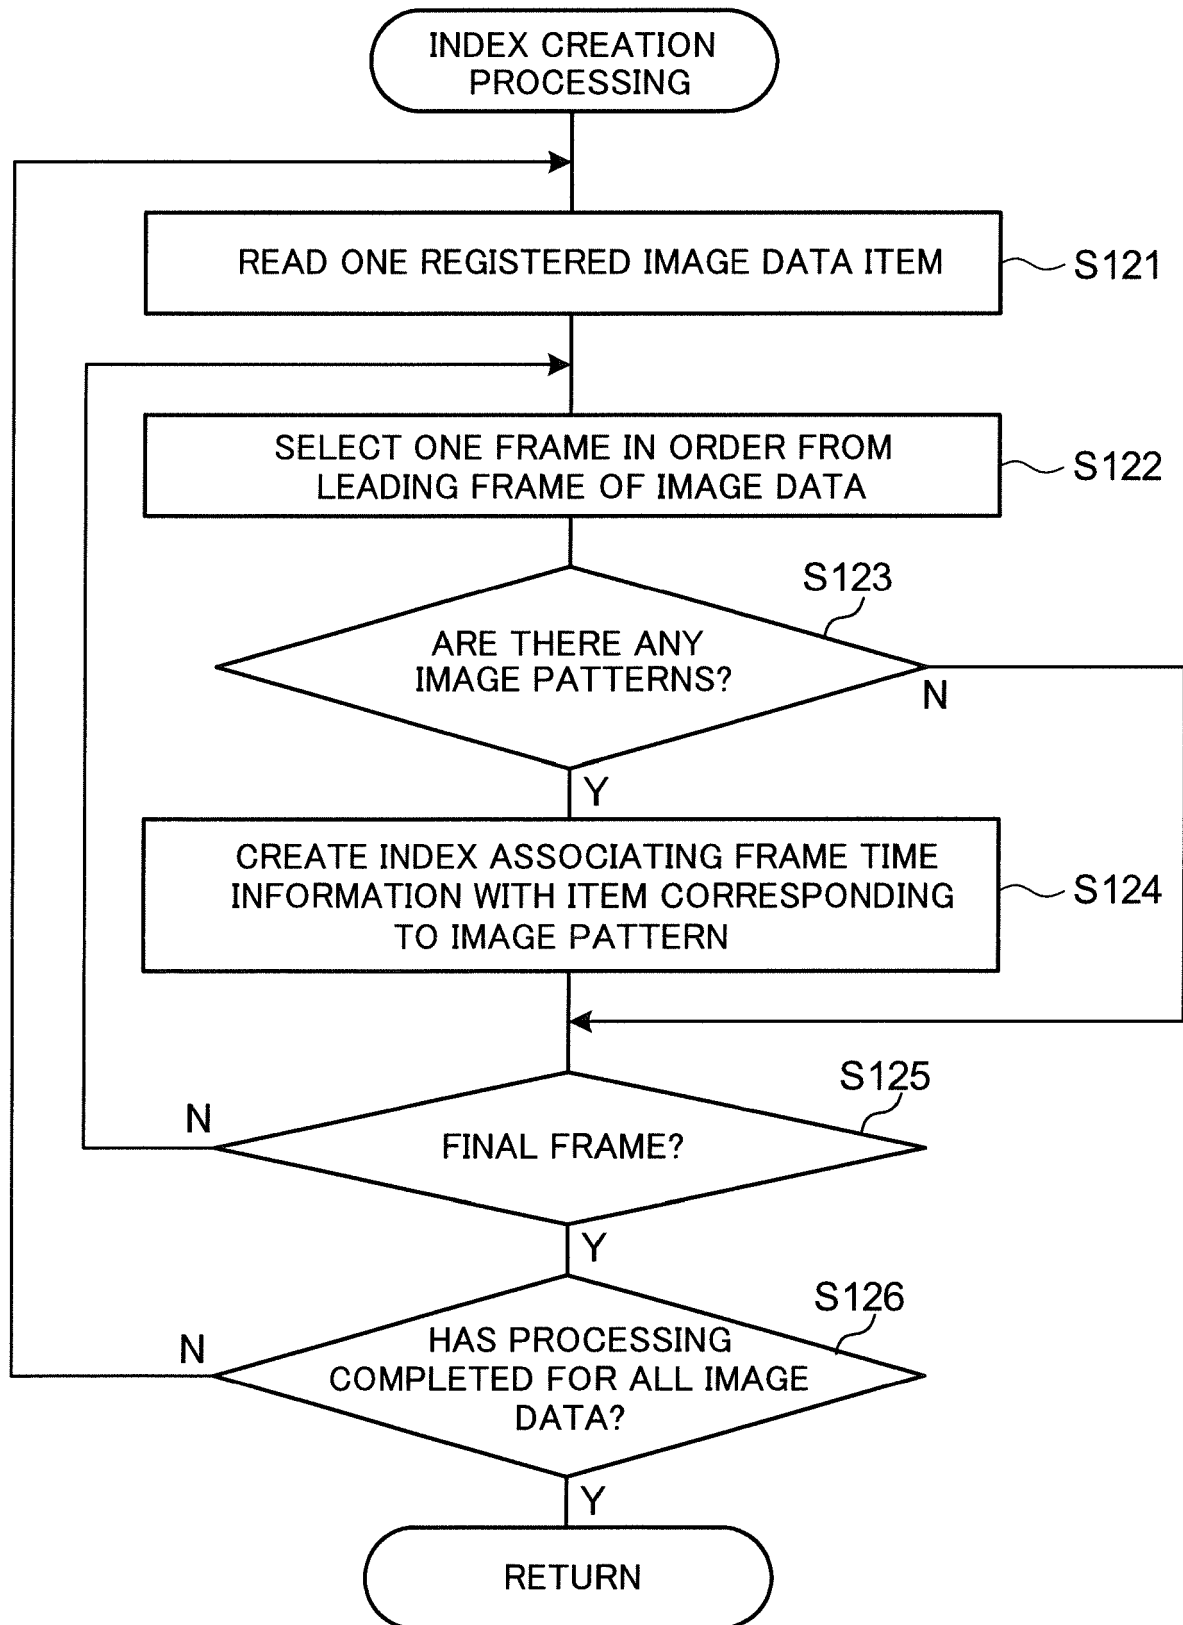 INDEX CREATION
PROCESSING
READ ONE REGISTERED IMAGE DATA ITEM
S121
SELECT ONE FRAME IN ORDER FROM
LEADING FRAME OF IMAGE DATA
S122
S123
ARE THERE ANY
IMAGE PATTERNS?
N
Y
CREATE INDEX ASSOCIATING FRAME TIME
INFORMATION WITH ITEM CORRESPONDING
TO IMAGE PATTERN
S124
S125
N
FINAL FRAME?
Y
S126
N
HAS PROCESSING
COMPLETED FOR ALL IMAGE
DATA?
Y
RETURN